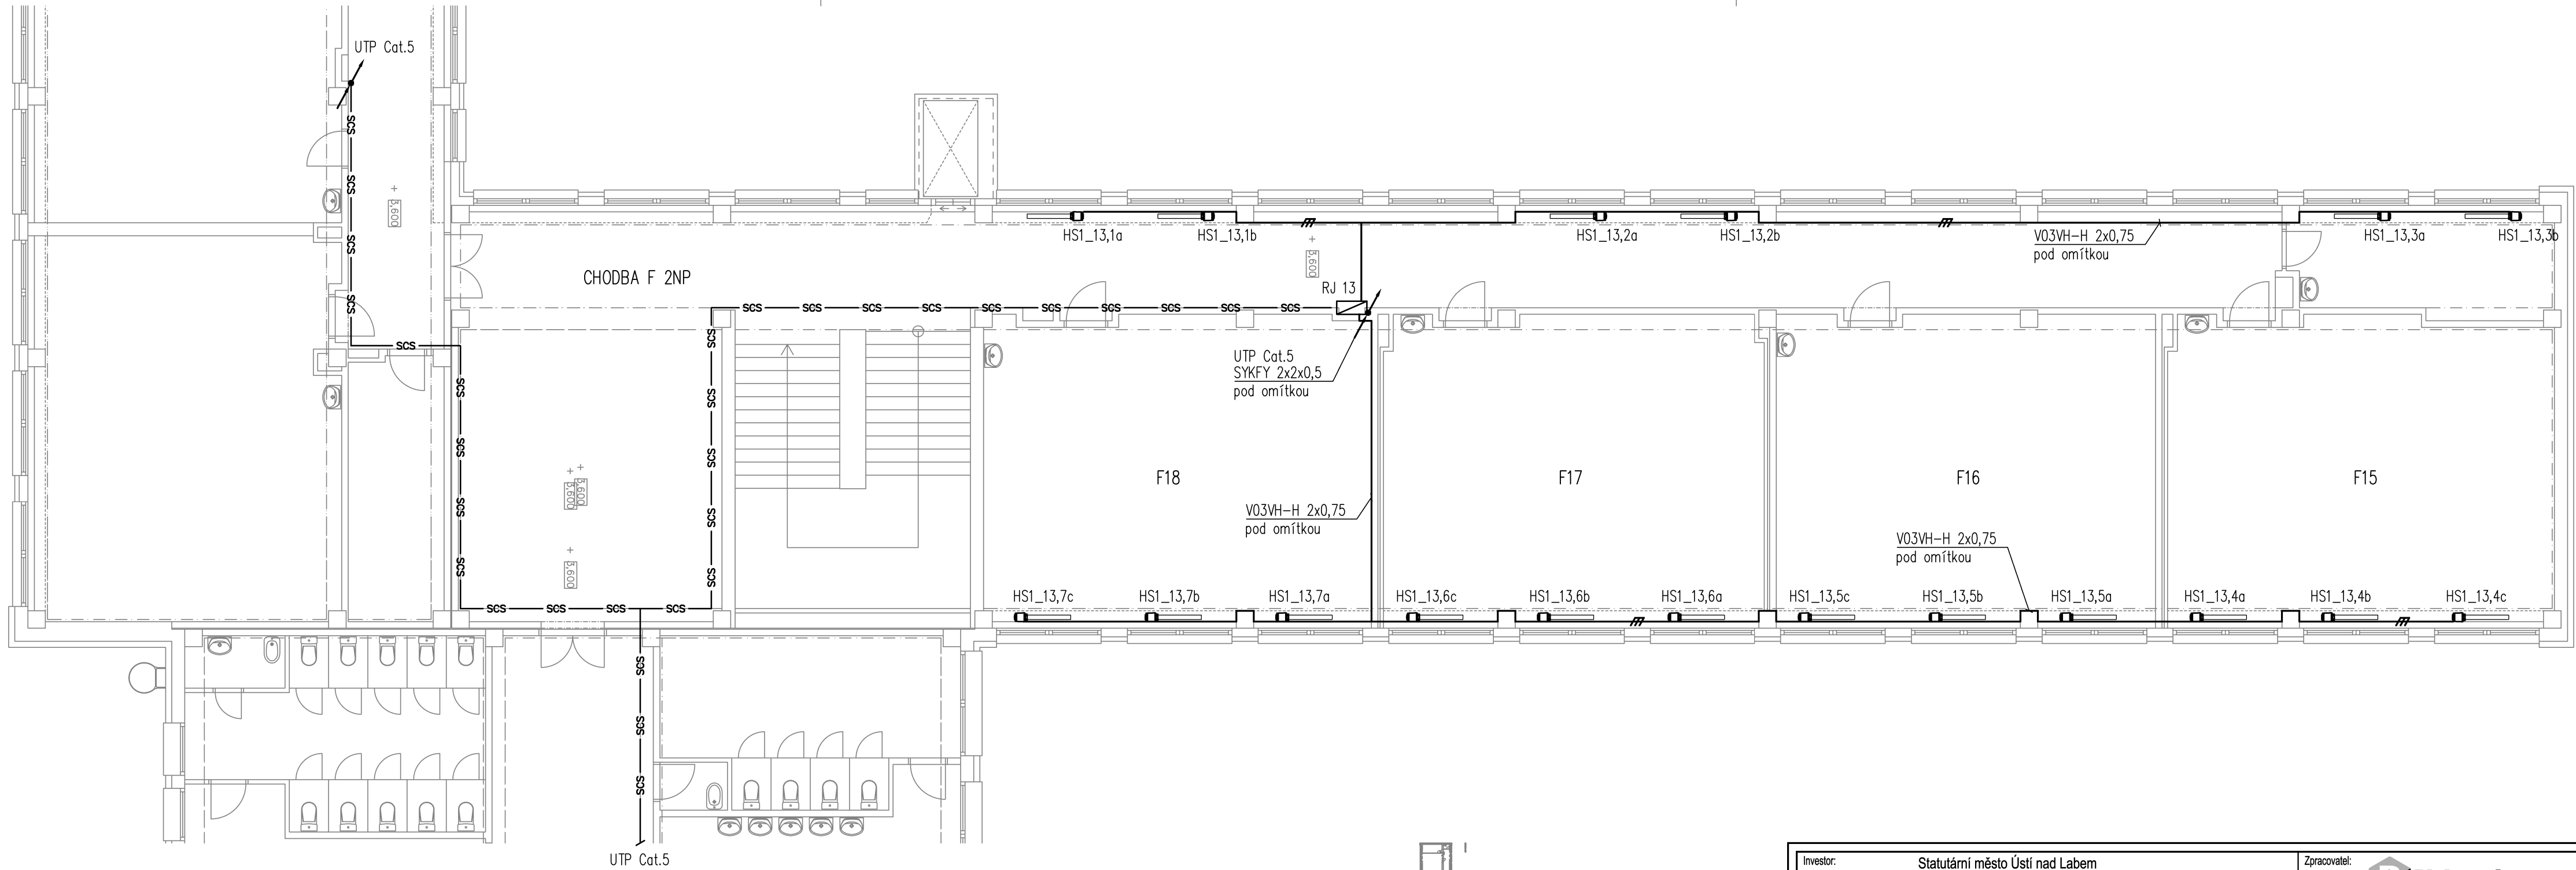 UTP Cat.5
SCS
SCS
SCS
SCS
3,600
HS1_13,1a
HS1_13,1b
HS1_13,2a
HS1_13,2b
V03VH-H 2x0,75
pod omítkou
HS1_13,3a
HS1_13,3b
CHODBA F 2NP
3,600
RJ 13
SCS SCS SCS SCS SCS SCS SCS SCS SCS SCS
SCS
SCS
SCS
SCS
SCS
SCS
SCS
SCS
SCS
SCS
UTP Cat.5
SYKFY 2x2x0,5
pod omítkou
F18
F17
F16
F15
3,600
3,600
3,600
V03VH-H 2x0,75
pod omítkou
V03VH-H 2x0,75
pod omítkou
HS1_13,7c
HS1_13,7b
HS1_13,7a
HS1_13,6c
HS1_13,6b
HS1_13,6a
HS1_13,5c
HS1_13,5b
HS1_13,5a
HS1_13,4a
HS1_13,4b
HS1_13,4c
SCS SCS SCS SCS
SCS
SCS
SCS
UTP Cat.5
Investor:
Statutární město Ústí nad Labem
Zpracovatel: